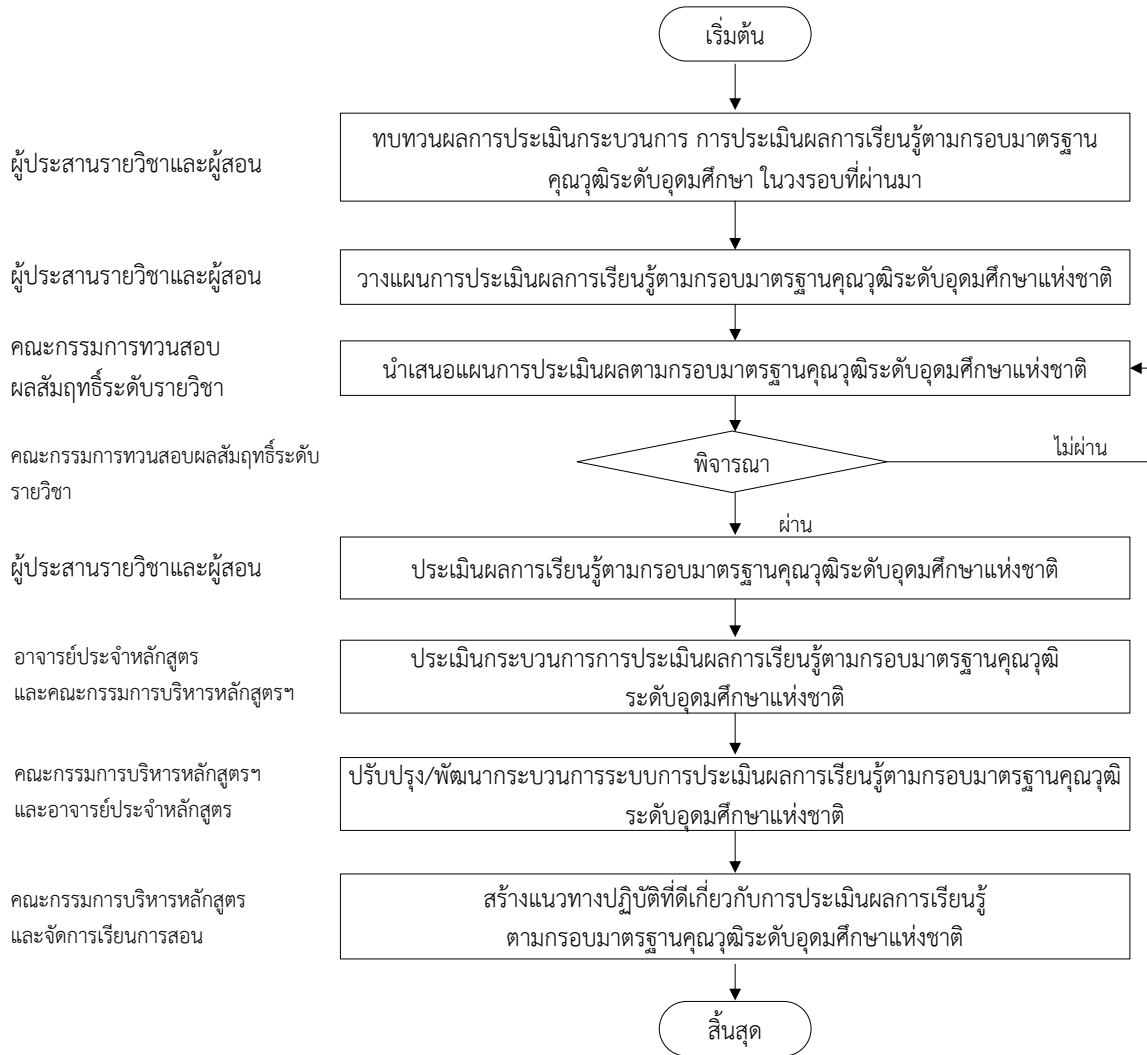 เริ่มต้น
ผู้ประสานรายวิชาและผู้สอน
ทบทวนผลการประเมินกระบวนการ การประเมินผลการเรียนรู้ตามกรอบมาตรฐาน
คุณวุฒิระดับอุดมศึกษา ในวงรอบที่ผ่านมา
ผู้ประสานรายวิชาและผู้สอน
วางแผนการประเมินผลการเรียนรู้ตามกรอบมาตรฐานคุณวุฒิระดับอุดมศึกษาแห่งชาติ
คณะกรรมการทวนสอบ
ผลสัมฤทธิ์ระดับรายวิชา
นำเสนอแผนการประเมินผลตามกรอบมาตรฐานคุณวุฒิระดับอุดมศึกษาแห่งชาติ
คณะกรรมการทวนสอบผลสัมฤทธิ์ระดับ
รายวิชา
พิจารณา
ไม่ผ่าน
ผ่าน
ผู้ประสานรายวิชาและผู้สอน
ประเมินผลการเรียนรู้ตามกรอบมาตรฐานคุณวุฒิระดับอุดมศึกษาแห่งชาติ
อาจารย์ประจำหลักสูตร
และคณะกรรมการบริหารหลักสูตรฯ
ประเมินกระบวนการการประเมินผลการเรียนรู้ตามกรอบมาตรฐานคุณวุฒิ
ระดับอุดมศึกษาแห่งชาติ
คณะกรรมการบริหารหลักสูตรฯ
และอาจารย์ประจำหลักสูตร
ปรับปรุง/พัฒนากระบวนการระบบการประเมินผลการเรียนรู้ตามกรอบมาตรฐานคุณวุฒิ
ระดับอุดมศึกษาแห่งชาติ
คณะกรรมการบริหารหลักสูตร
และจัดการเรียนการสอน
สร้างแนวทางปฏิบัติที่ดีเกี่ยวกับการประเมินผลการเรียนรู้
ตามกรอบมาตรฐานคุณวุฒิระดับอุดมศึกษาแห่งชาติ
สิ้นสุด